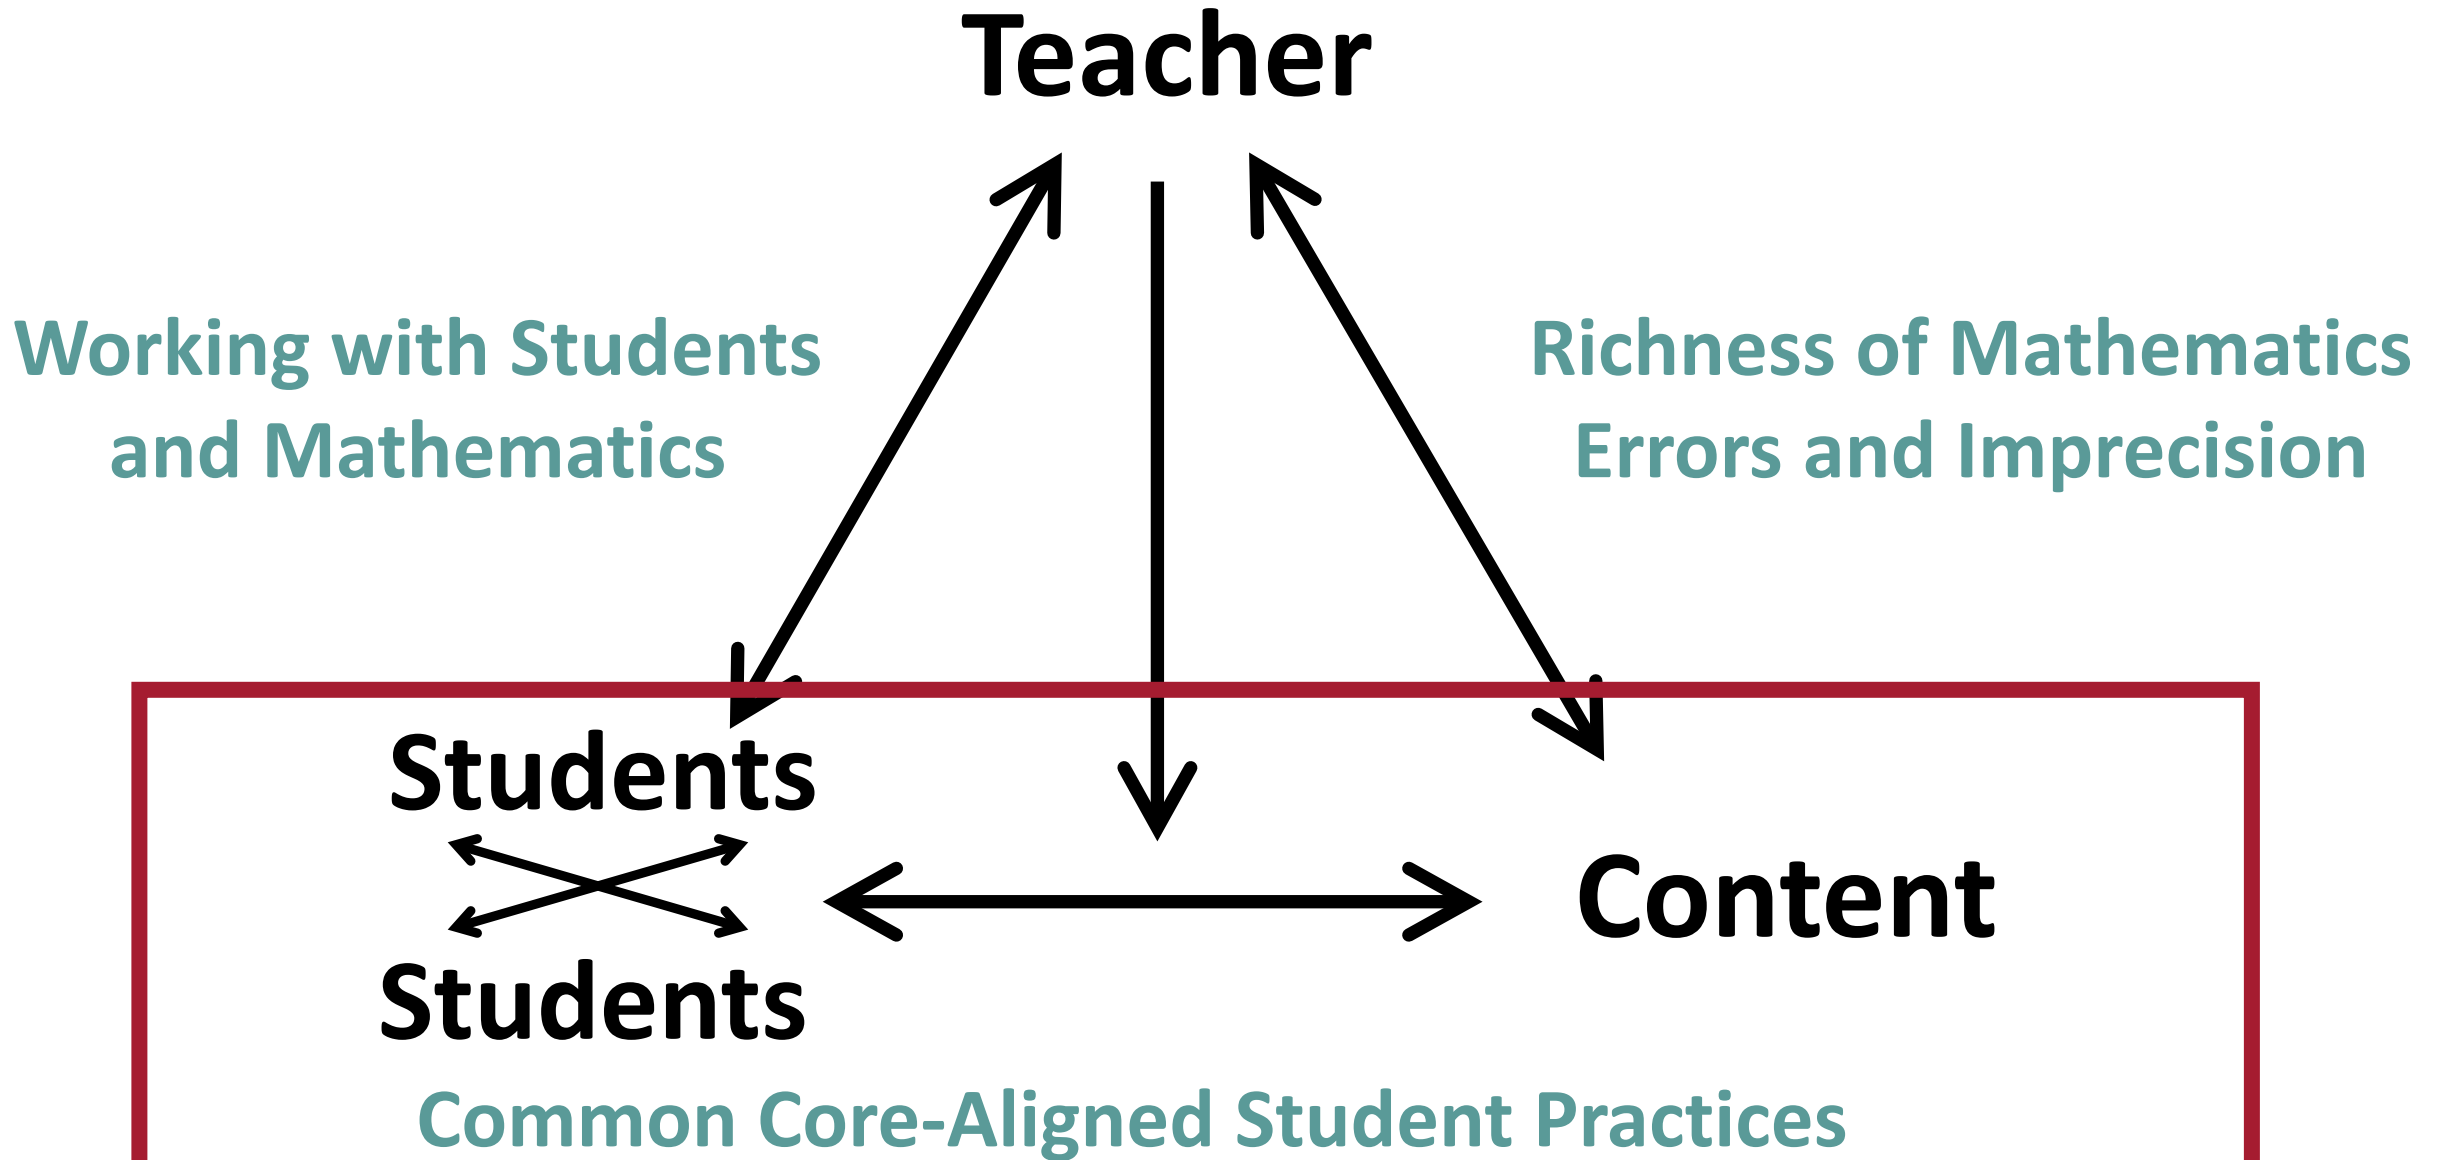 Teacher
Working with Students
and Mathematics
Richness of Mathematics
Errors and Imprecision
Students
Content
Students
Common Core-Aligned Student Practices